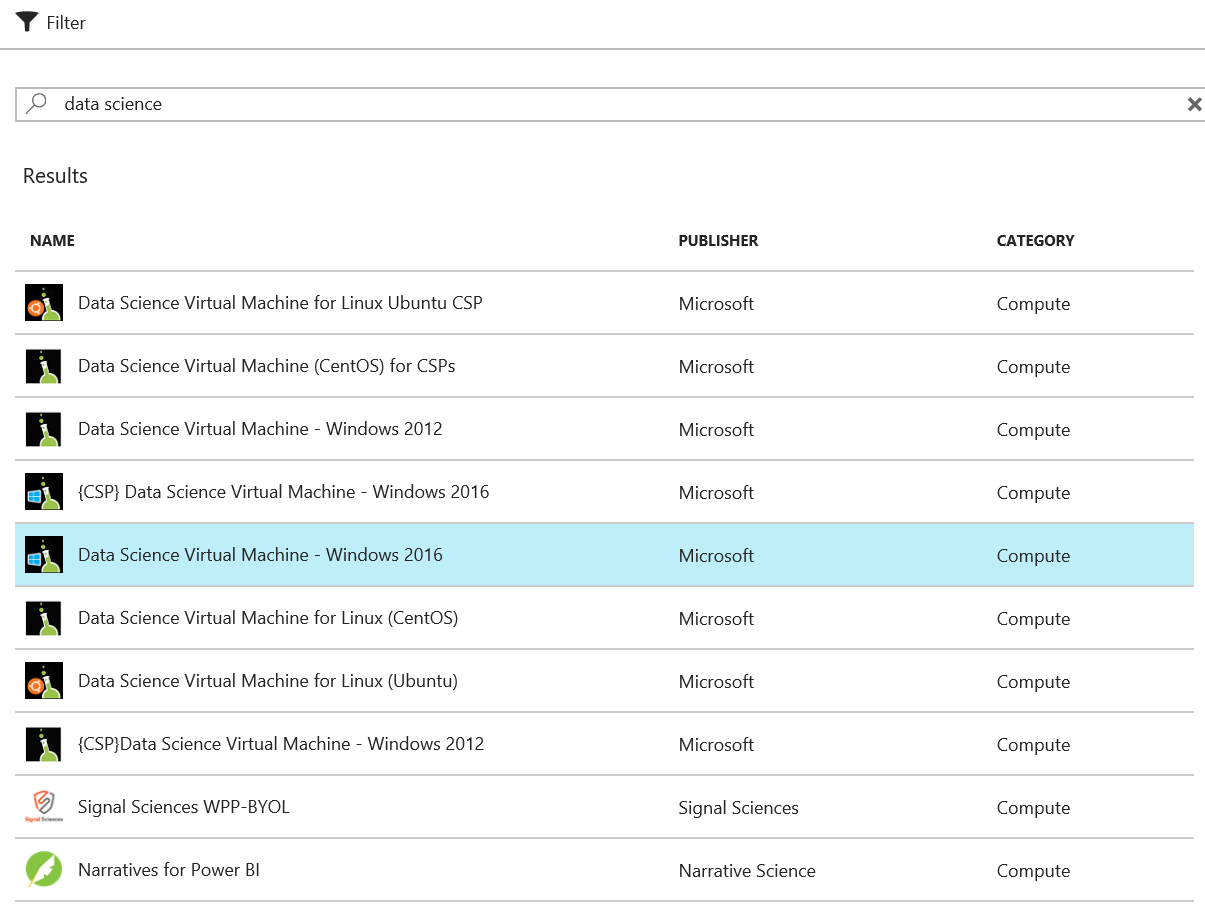 Filter
data science
Results
NAME PUBLISHER CATEGORY
Data Science Virtual Machine for Linux Ubuntu CSP Microsoft Compute
Data Science Virtual Machine (CentOS) for CSPs Microsoft Compute
Data Science Virtual Machine - Windows 2012 Microsoft Compute
{CSP} Data Science Virtual Machine - Windows 2016 Microsoft Compute
Data Science Virtual Machine - Windows 2016 Microsoft Compute
Data Science Virtual Machine for Linux (CentOS) Microsoft Compute
Data Science Virtual Machine for Linux (Ubuntu) Microsoft Compute
{CSP}Data Science Virtual Machine - Windows 2012 Microsoft Compute
Signal Sciences Signal Sciences WPP-BYOL Signal Sciences Compute
Narratives for Power BI Narrative Science Compute